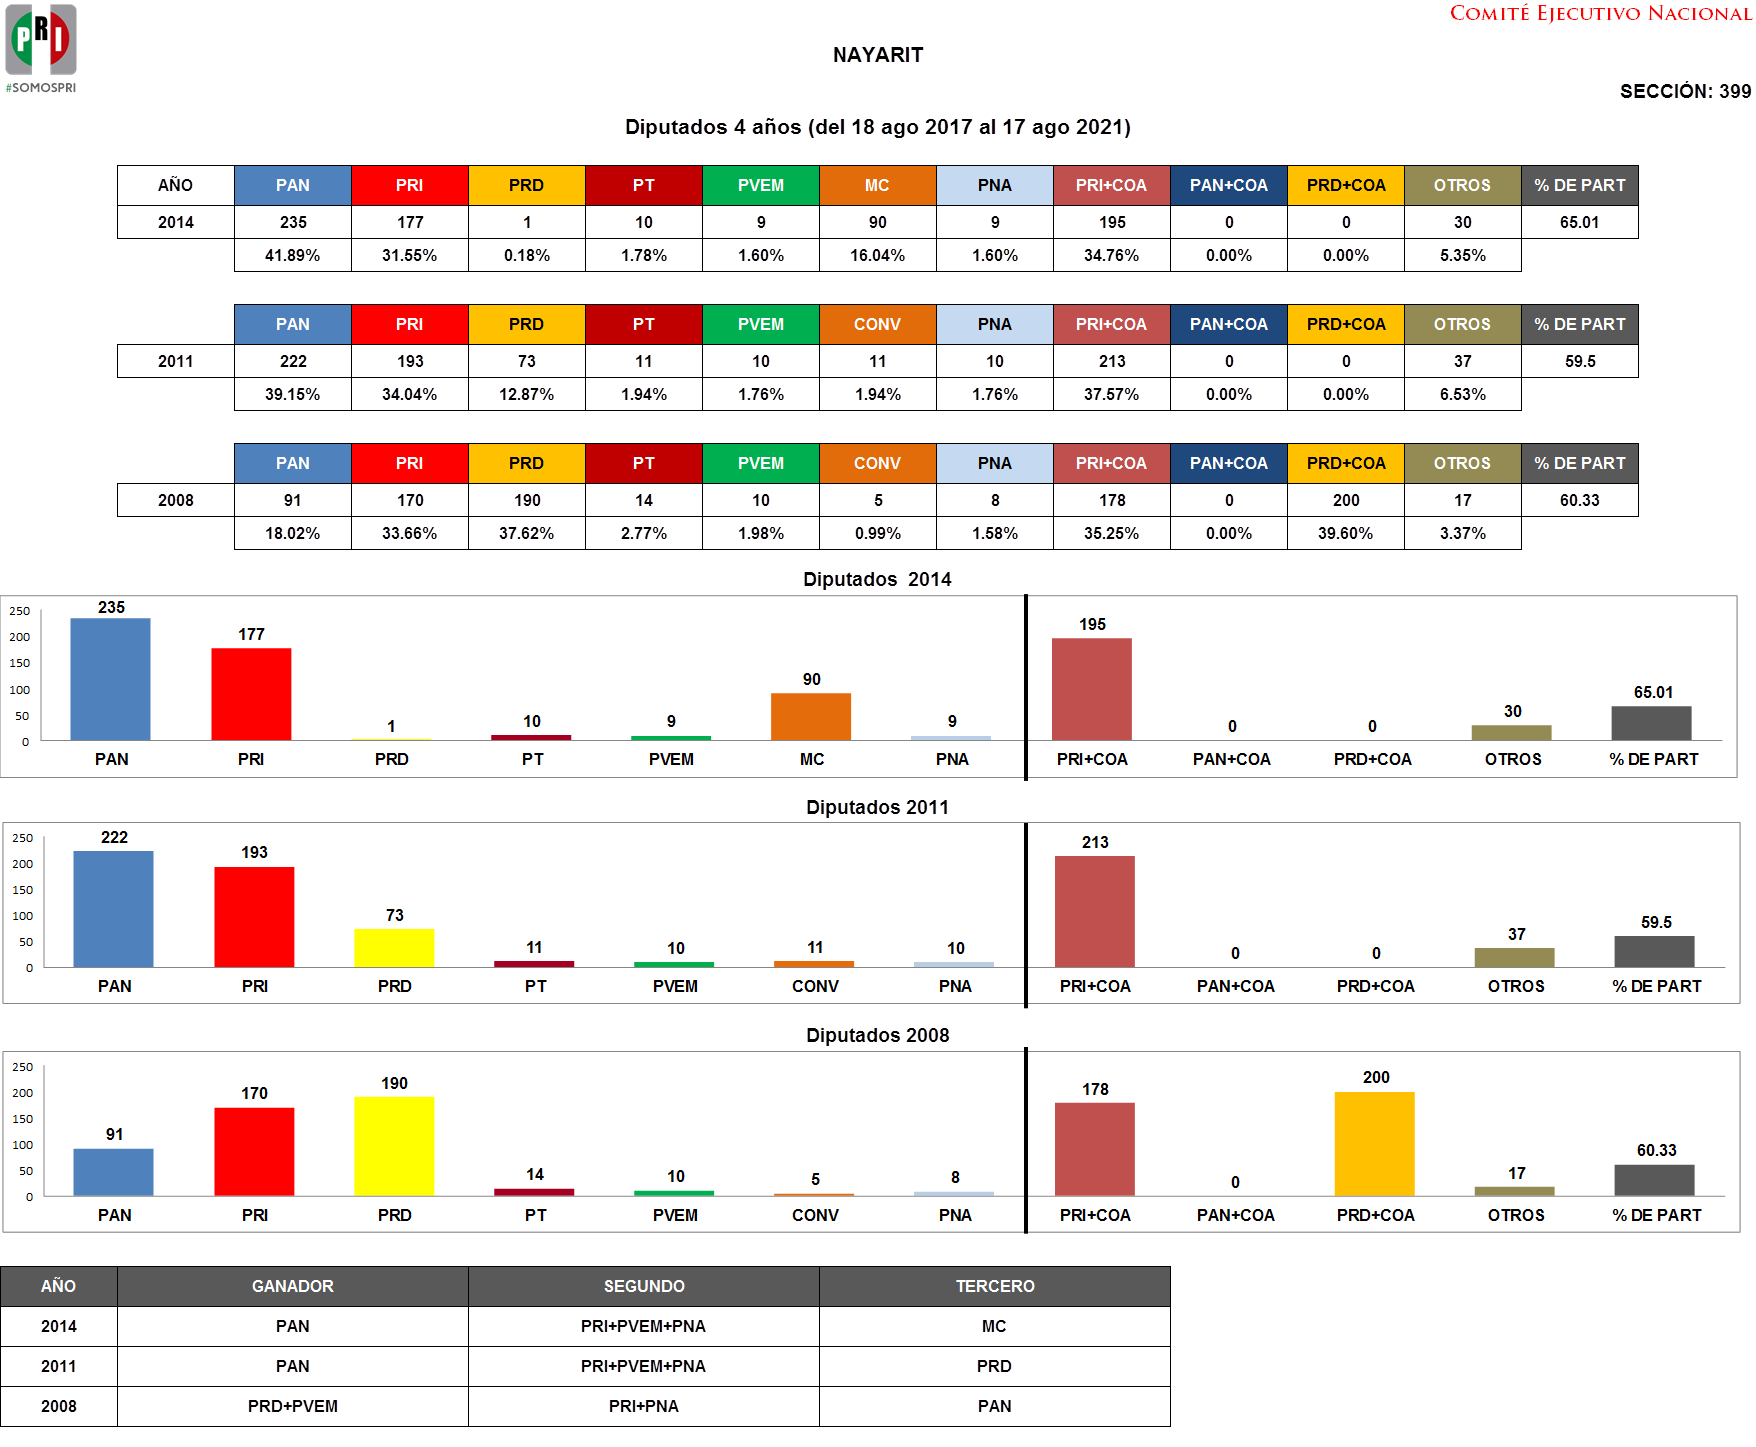 PRI
#SOMOSPRI
COMITÉ EJECUTIVO NACIONAL
NAYARIT
SECCIÓN: 399
Diputados 4 años (del 18 ago 2017 al 17 ago 2021)
AÑO PAN PRI PRD PT PVEM MC PNA PRI+COA PAN+COA PRD+COA OTROS % DE PART
2014 235 177 1 10 9 90 9 195 0 0 30 65.01
41.89% 31.55% 0.18% 1.78% 1.60% 16.04% 1.60% 34.76% 0.00% 0.00% 5.35%
PAN PRI PRD PT PVEM CONV PNA PRI+COA PAN+COA PRD+COA OTROS % DE PART
2011 222 193 73 11 10 11 10 213 0 0 37 59.5
39.15% 34.04% 12.87% 1.94% 1.76% 1.94% 1.76% 37.57% 0.00% 0.00% 6.53%
PAN PRI PRD PT PVEM CONV PNA PRI+COA PAN+COA PRD+COA OTROS % DE PART
2008 91 170 190 14 10 5 8 178 0 200 17 60.33
18.02% 33.66% 37.62% 2.77% 1.98% 0.99% 1.58% 35.25% 0.00% 39.60% 3.37%
Diputados 2014
250
200
150
100
50
0
235 177 1 10 9 90 9 195 0 0 30 65.01
PAN PRI PRD PT PVEM MC PNA PRI+COA PAN+COA PRD+COA OTROS % DE PART
Diputados 2011
250
200
150
100
50
0
222 193 73 11 10 11 10 213 0 0 37 59.5
PAN PRI PRD PT PVEM CONV PNA PRI+COA PAN+COA PRD+COA OTROS % DE PART
Diputados 2008
250
200
150
100
50
0
91 170 190 14 10 5 8 178 0 200 17 60.33
PAN PRI PRD PT PVEM CONV PNA PRI+COA PAN+COA PRD+COA OTROS % DE PART
AÑO GANADOR SEGUNDO TERCERO
2014 PAN PRI+PVEM+PNA MC
2011 PAN PRI+PVEM+PNA PRD
2008 PRD+PVEM PRI+PNA PAN